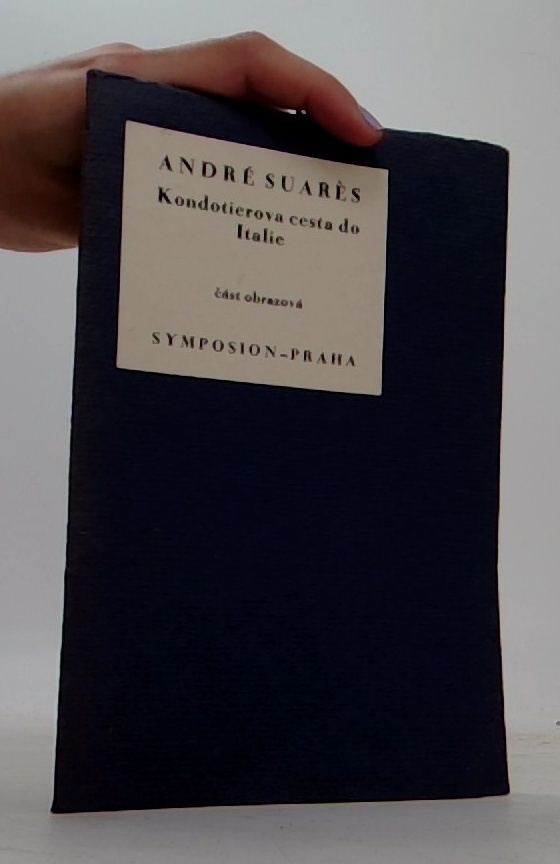 ANDRÉ SUARÈS
Kondotierova cesta do
Italie
část obrazová
SYMPOSION-PRAHA